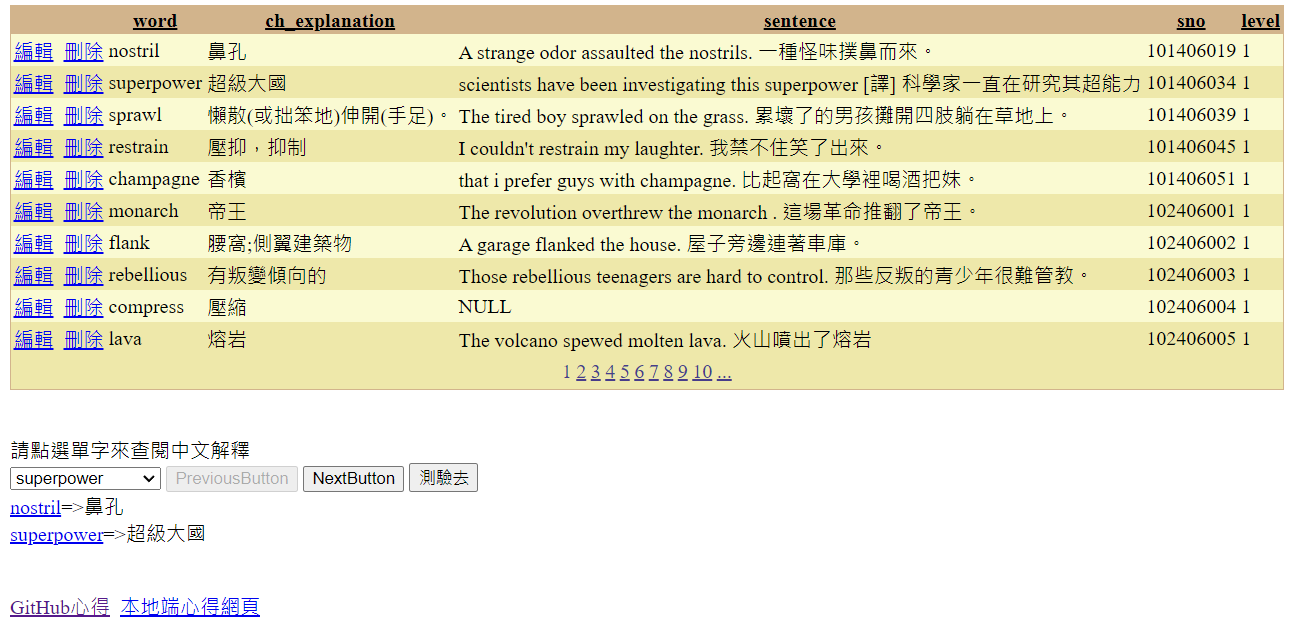 word ch_explanation sentence sno level
編輯 刪除 nostril 鼻孔 A strange odor assaulted the nostrils. 一種怪味撲鼻而來。 101406019 1
編輯 刪除 superpower 超級大國 scientists have been investigating this superpower [譯] 科學家一直在研究其超能力 101406034 1
編輯 刪除 sprawl 懶散(或拙笨地)伸開(手足)。 The tired boy sprawled on the grass. 累壞了的男孩攤開四肢躺在草地上。 101406039 1
編輯 刪除 restrain 壓抑，抑制 I couldn't restrain my laughter. 我禁不住笑了出來。 101406045 1
編輯 刪除 champagne 香檳 that i prefer guys with champagne. 比起窩在大學裡喝酒把妹。 101406051 1
編輯 刪除 monarch 帝王 The revolution overthrew the monarch . 這場革命推翻了帝王。 102406001 1
編輯 刪除 flank 腰窩;側翼建築物 A garage flanked the house. 屋子旁邊連著車庫。 102406002 1
編輯 刪除 rebellious 有叛變傾向的 Those rebellious teenagers are hard to control. 那些反叛的青少年很難管教。 102406003 1
編輯 刪除 compress 壓縮 NULL 102406004 1
編輯 刪除 lava 熔岩 The volcano spewed molten lava. 火山噴出了熔岩 102406005 1
1 2 3 4 5 6 7 8 9 10 ...
請點選單字來查閱中文解釋
superpower PreviousButton NextButton 測驗去
nostril=>鼻孔
superpower=>超級大國
GitHub心得 本地端心得網頁